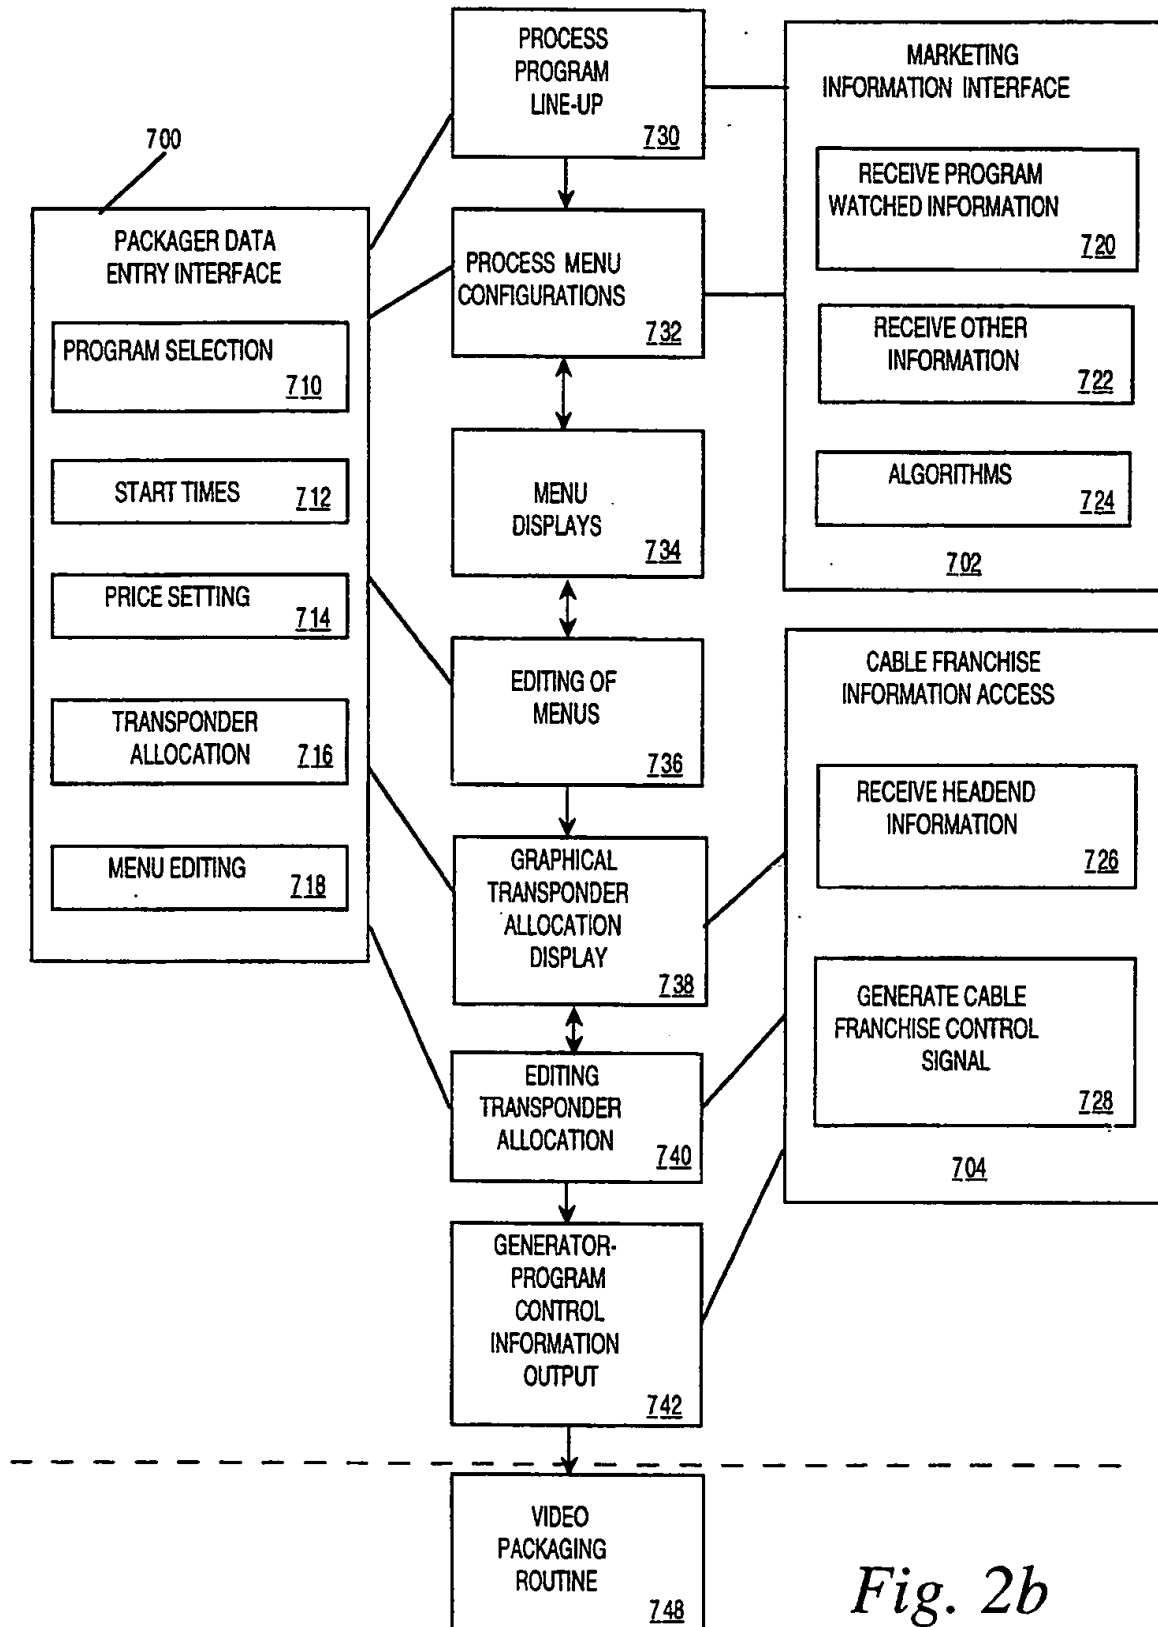 700
PACKAGER DATA
ENTRY INTERFACE
PROGRAM SELECTION
710
START TIMES 712
PRICE SETTING
714
TRANSPONDER
ALLOCATION 716
MENU EDITING
718
PROCESS
PROGRAM
LINE-UP
730
PROCESS MENU
CONFIGURATIONS
732
MENU
DISPLAYS
734
EDITING OF
MENUS
736
GRAPHICAL
TRANSPONDER
ALLOCATION
DISPLAY
738
EDITING
TRANSPONDER
ALLOCATION
740
GENERATOR-
PROGRAM
CONTROL
INFORMATION
OUTPUT
742
VIDEO
PACKAGING
ROUTINE
748
MARKETING
INFORMATION INTERFACE
RECEIVE PROGRAM
WATCHED INFORMATION
720
RECEIVE OTHER
INFORMATION
722
ALGORITHMS
724
702
CABLE FRANCHISE
INFORMATION ACCESS
RECEIVE HEADEND
INFORMATION
726
GENERATE CABLE
FRANCHISE CONTROL
SIGNAL
728
704
Fig. 2b